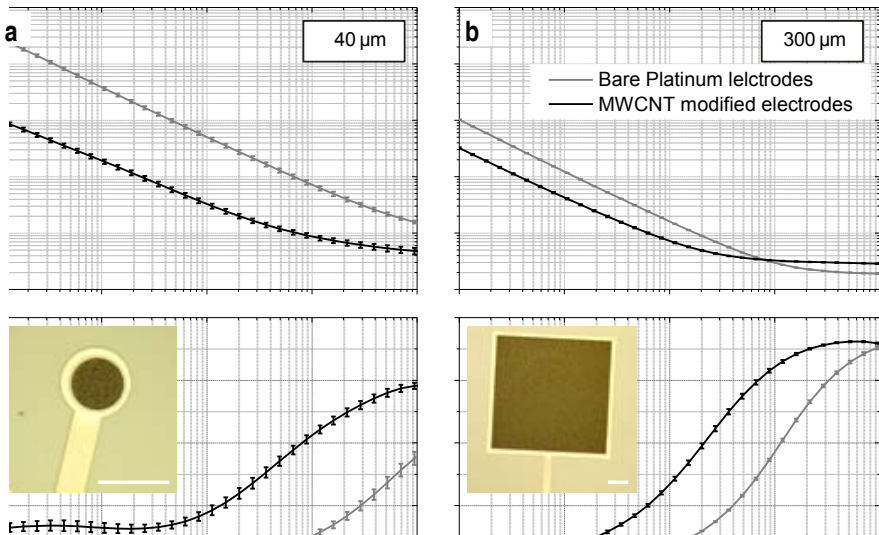 a
40 µm
b
300 µm
Bare Platinum lelctrodes
MWCNT modified electrodes